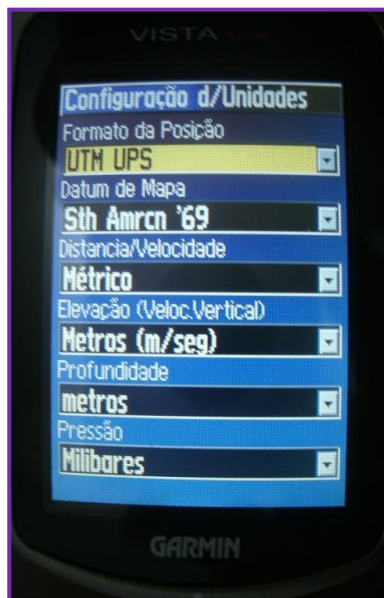 VISTA
Configuração d/Unidades
Formato da Posição
UTM UPS
Datum de Mapa
Sth Amrcn '69
Distancia/Velocidade
Métrico
Elevação (Veloc.Vertical)
Metros (m/seg)
Profundidade
metros
Pressão
Milibares
GARMIN